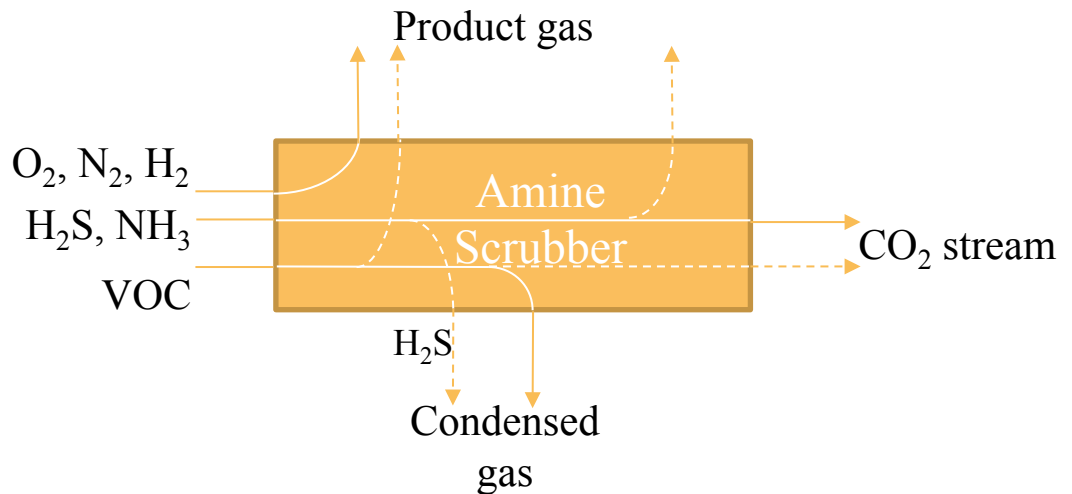 Product gas
O₂, N₂, H₂
H₂S, NH₃
VOC
Amine
Scrubber
CO₂ stream
H₂S
Condensed
gas